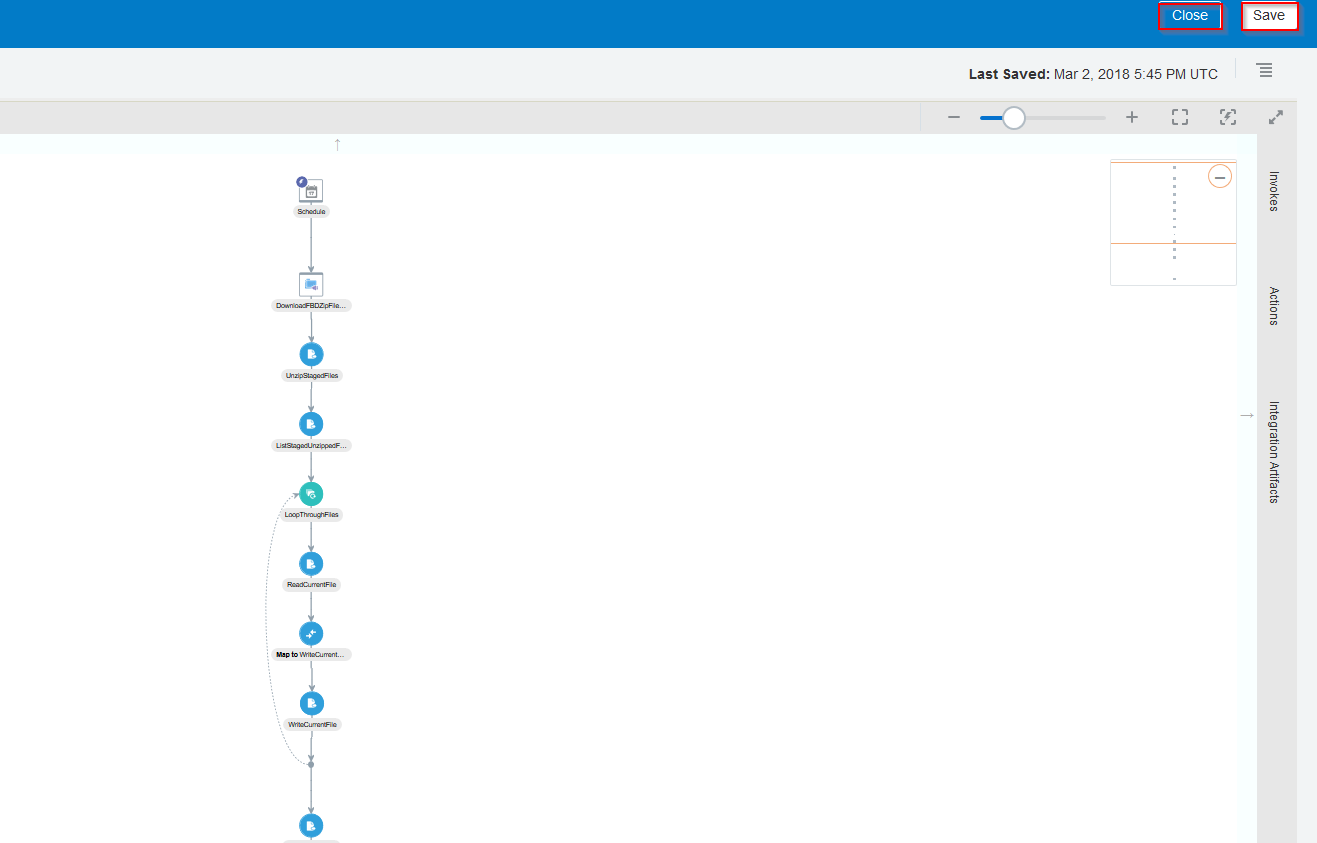 Close
Save
Last Saved: Mar 2, 2018 5:45 PM UTC
Schedule
DownloadFBDZipFile...
UnzipStagedFiles
ListStagedUnzippedF...
LoopThroughFiles
ReadCurrentFile
Map to WriteCurrent...
WriteCurrentFile
Invokes
Actions
Integration Artifacts